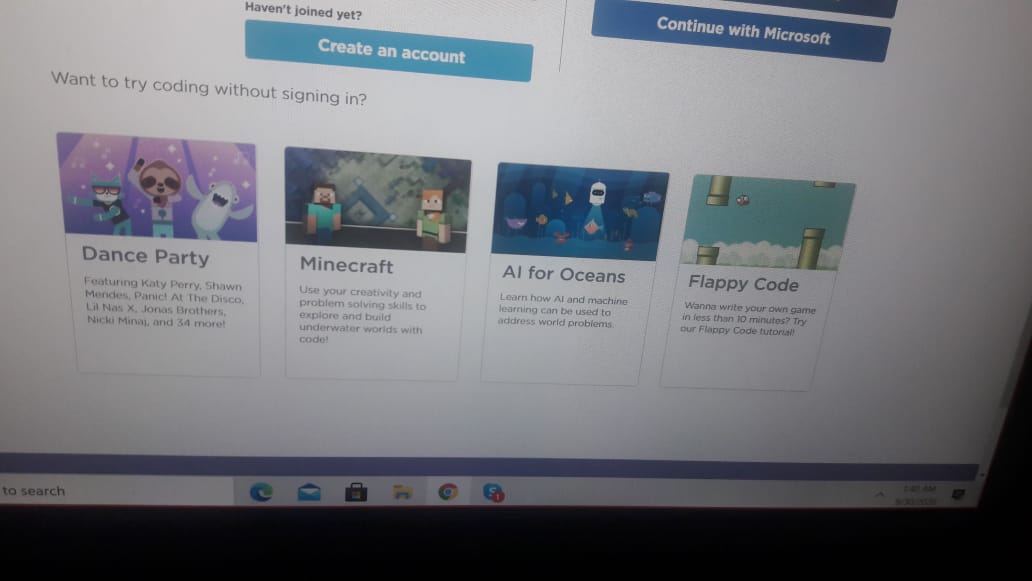 Haven't joined yet?
Create an account
Continue with Microsoft
Want to try coding without signing in?
Dance Party
Featuring Katy Perry, Shawn
Mendes, Panic! At The Disco,
Lil Nas X, Jonas Brothers,
Nicki Minaj, and 34 more!
Minecraft
Use your creativity and
problem solving skills to
explore and build
underwater worlds with
code!
AI for Oceans
Learn how AI and machine
learning can be used to
address world problems.
Flappy Code
Wanna write your own game
in less than 10 minutes? Try
our Flappy Code tutorial!
to search
1:40 AM